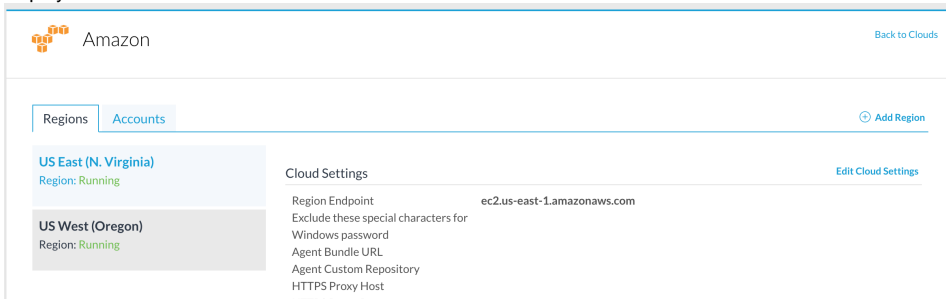 Amazon
Back to Clouds
Regions
Accounts
Add Region
US East (N. Virginia)
Region: Running
US West (Oregon)
Region: Running
Cloud Settings
Edit Cloud Settings
Region Endpoint ec2.us-east-1.amazonaws.com
Exclude these special characters for
Windows password
Agent Bundle URL
Agent Custom Repository
HTTPS Proxy Host